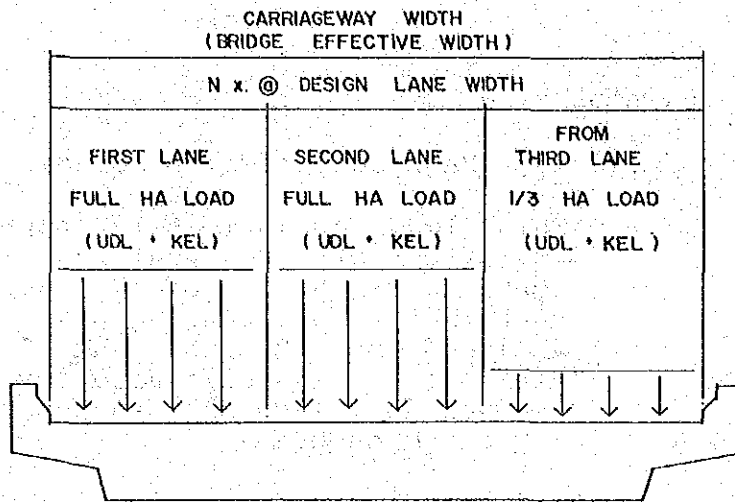 CARRIAGEWAY WIDTH
(BRIDGE EFFECTIVE WIDTH)
N x. @ DESIGN LANE WIDTH
FIRST LANE
FULL HA LOAD
(UDL + KEL)
SECOND LANE
FULL HA LOAD
(UDL + KEL)
FROM
THIRD LANE
1/3 HA LOAD
(UDL + KEL)